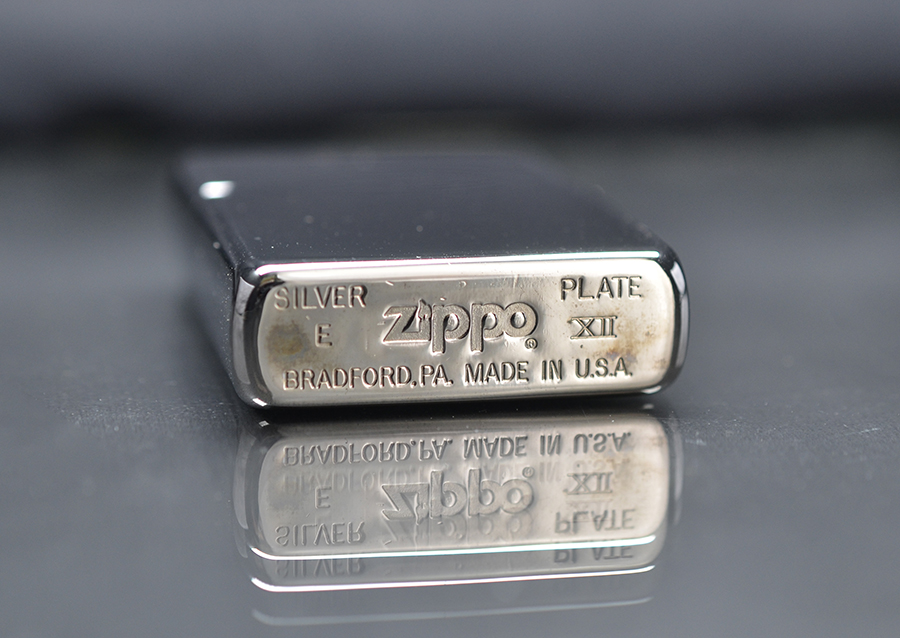 SILVER PLATE
E Zippo® XII
BRADFORD, PA. MADE IN U.S.A.